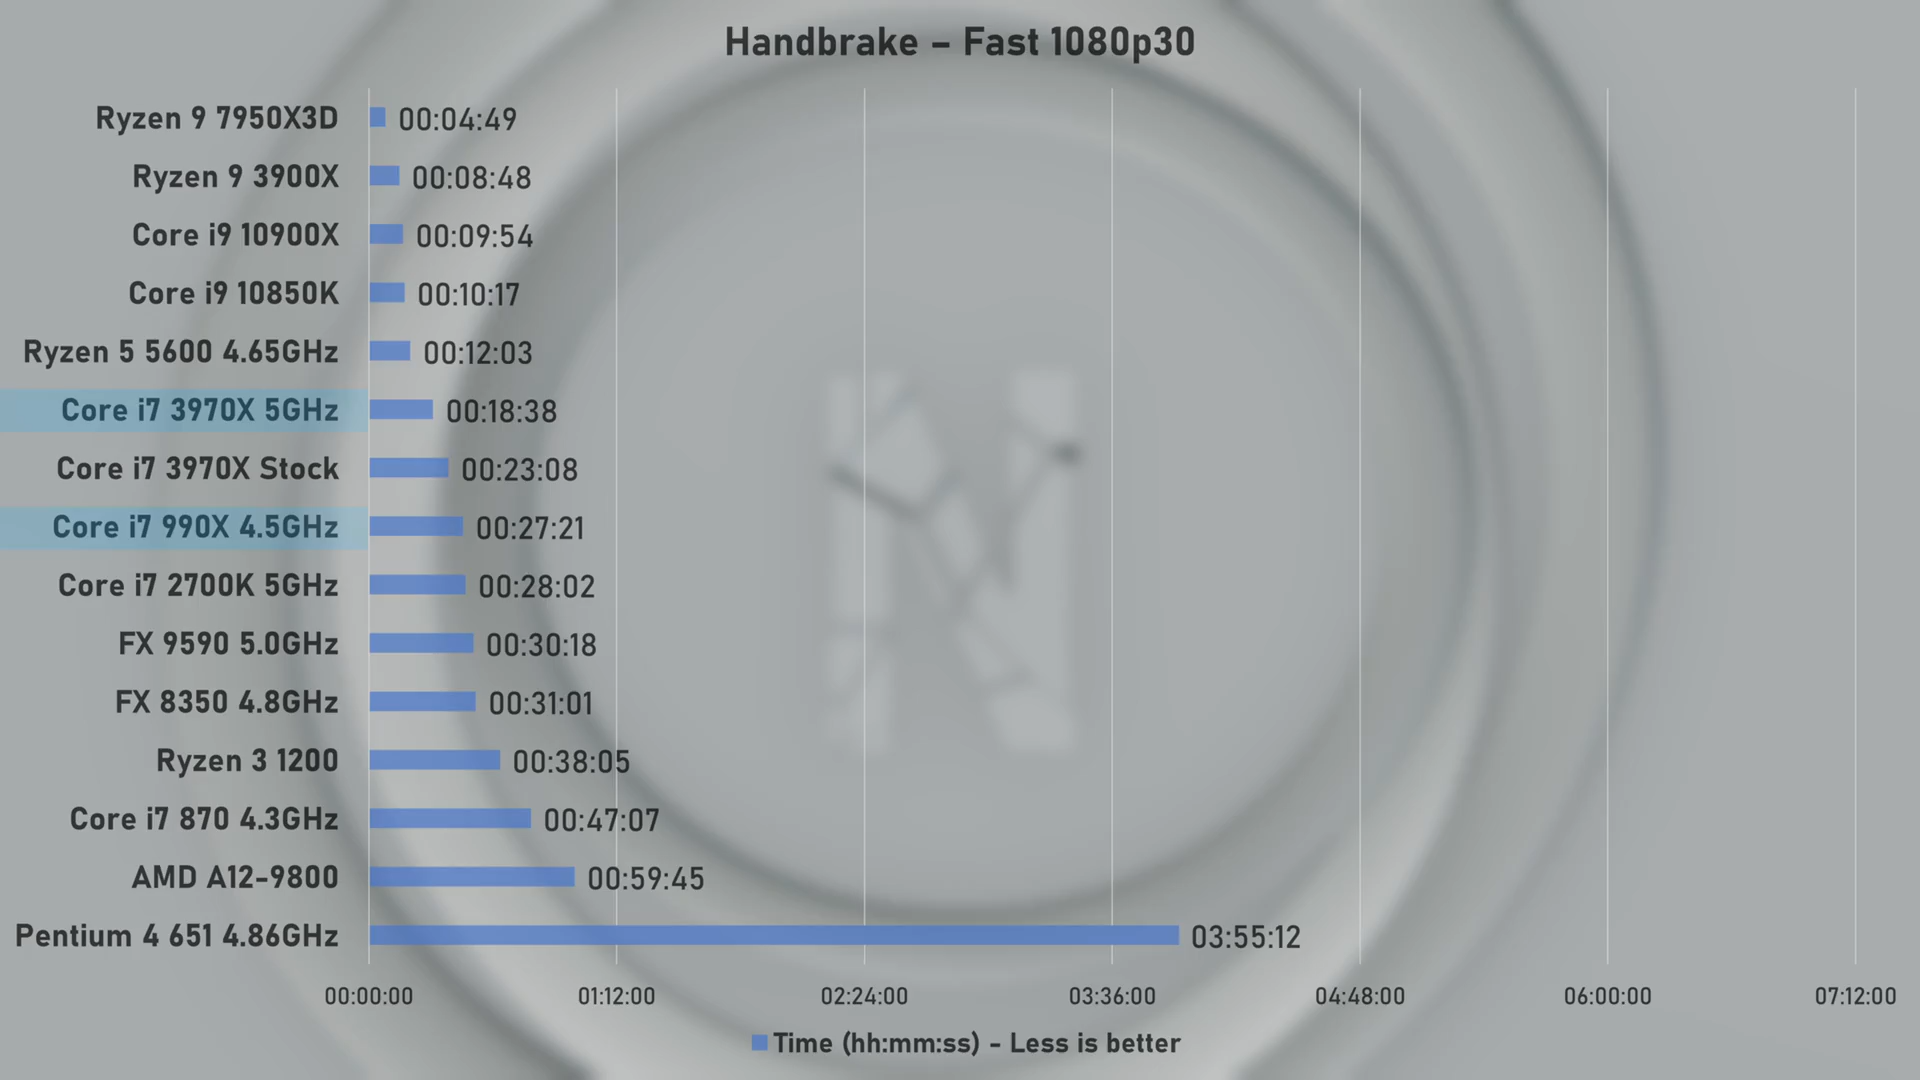 Handbrake – Fast 1080p30
Ryzen 9 7950X3D 00:04:49
Ryzen 9 3900X 00:08:48
Core i9 10900X 00:09:54
Core i9 10850K 00:10:17
Ryzen 5 5600 4.65GHz 00:12:03
Core i7 3970X 5GHz 00:18:38
Core i7 3970X Stock 00:23:08
Core i7 990X 4.5GHz 00:27:21
Core i7 2700K 5GHz 00:28:02
FX 9590 5.0GHz 00:30:18
FX 8350 4.8GHz 00:31:01
Ryzen 3 1200 00:38:05
Core i7 870 4.3GHz 00:47:07
AMD A12-9800 00:59:45
Pentium 4 651 4.86GHz 03:55:12
00:00:00 01:12:00 02:24:00 03:36:00 04:48:00 06:00:00 07:12:00
Time (hh:mm:ss) - Less is better